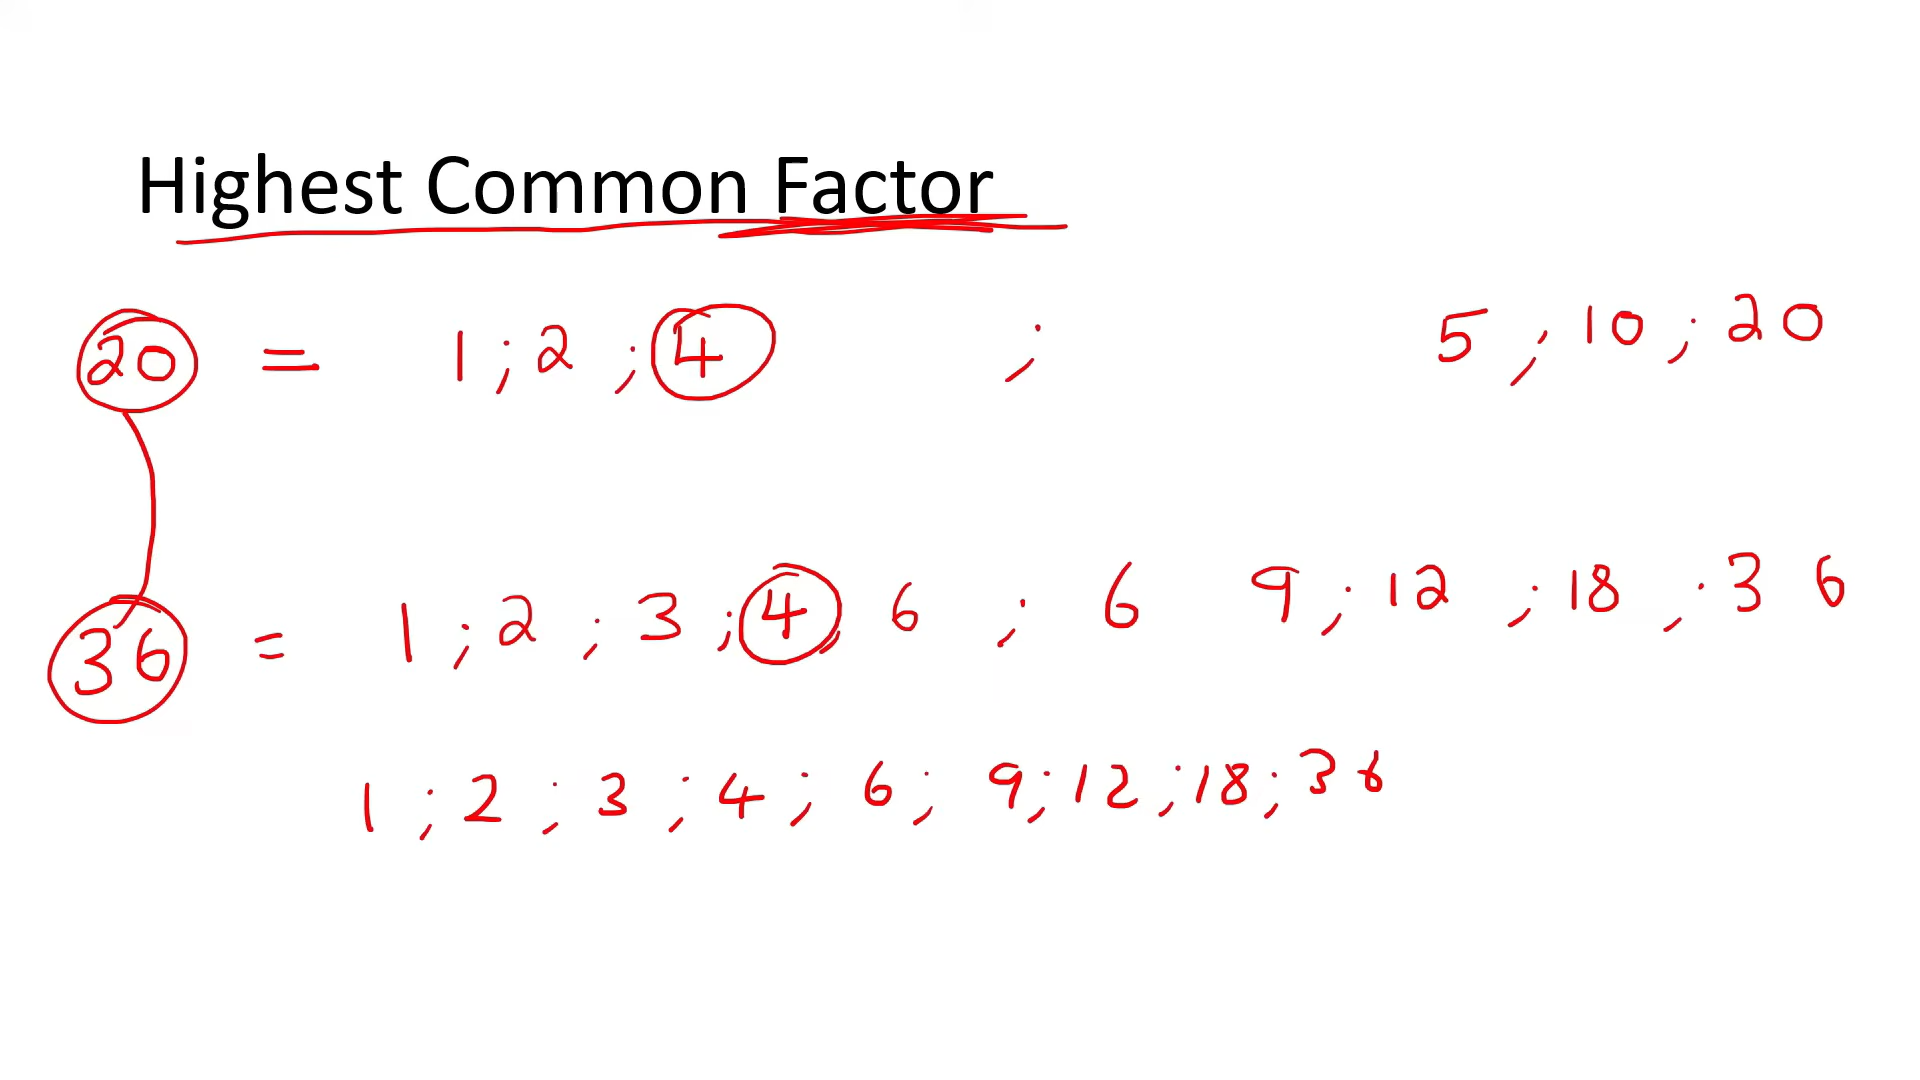 Highest Common Factor
20 = 1 ; 2 ; 4 ; 5 ; 10 ; 20
36 = 1 ; 2 ; 3 ; 4 6 ; 6 9 ; 12 ; 18 ; 36
1 ; 2 ; 3 ; 4 ; 6 ; 9 ; 12 ; 18 ; 36